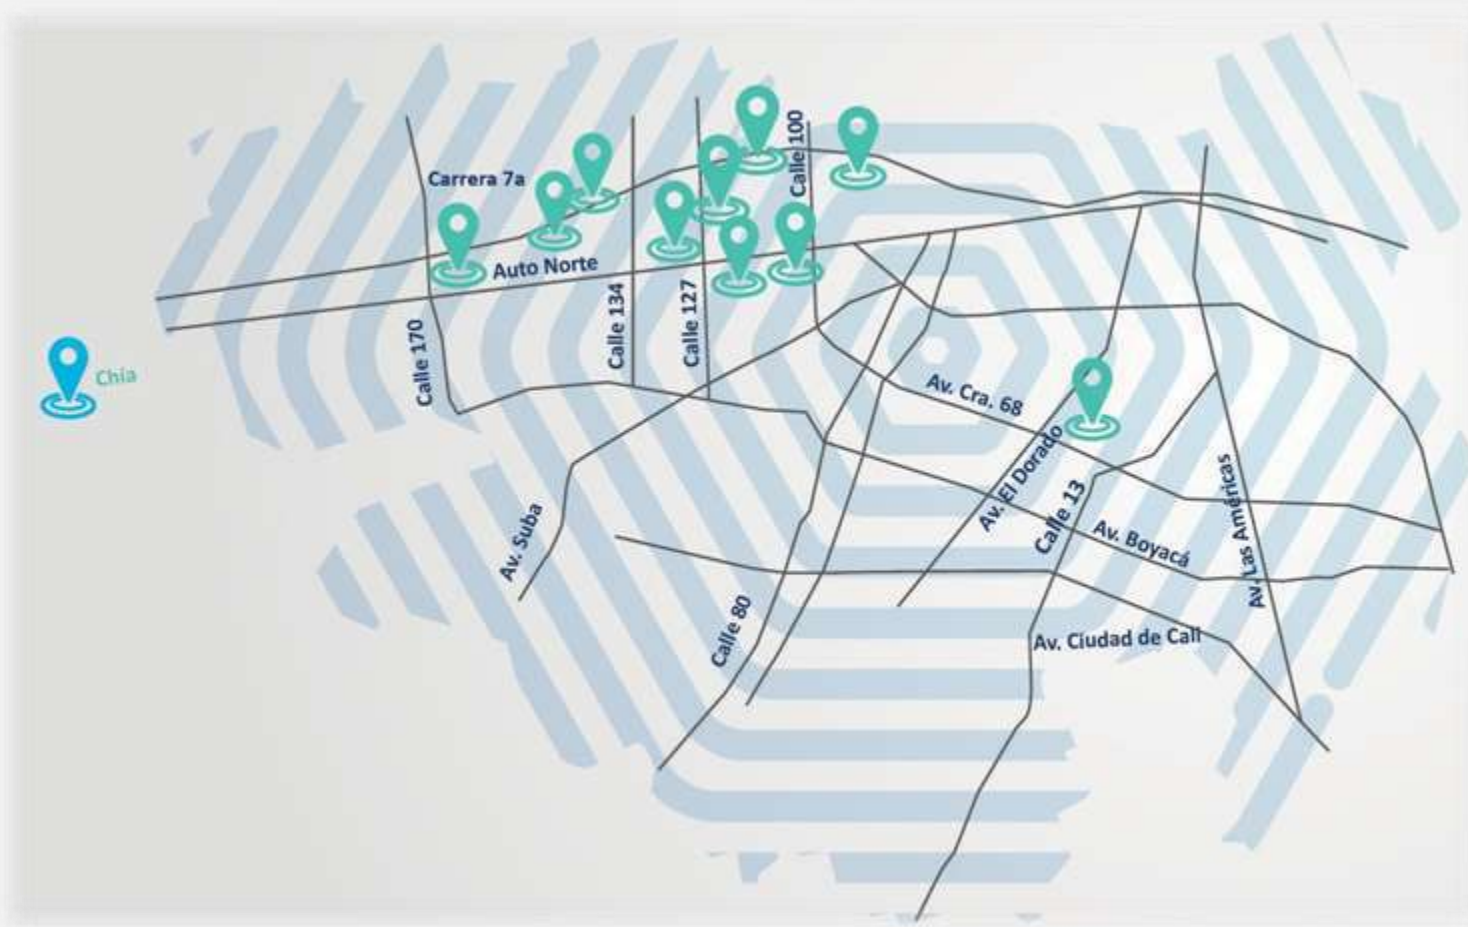 Calle 100
Carrera 7a
Auto Norte
Calle 134
Calle 127
Calle 170
Chia
Av. Cra. 68
Av. El Dorado
Calle 13
Av. Suba
Av. Boyacá
Av. Las Américas
Calle 80
Av. Ciudad de Cali